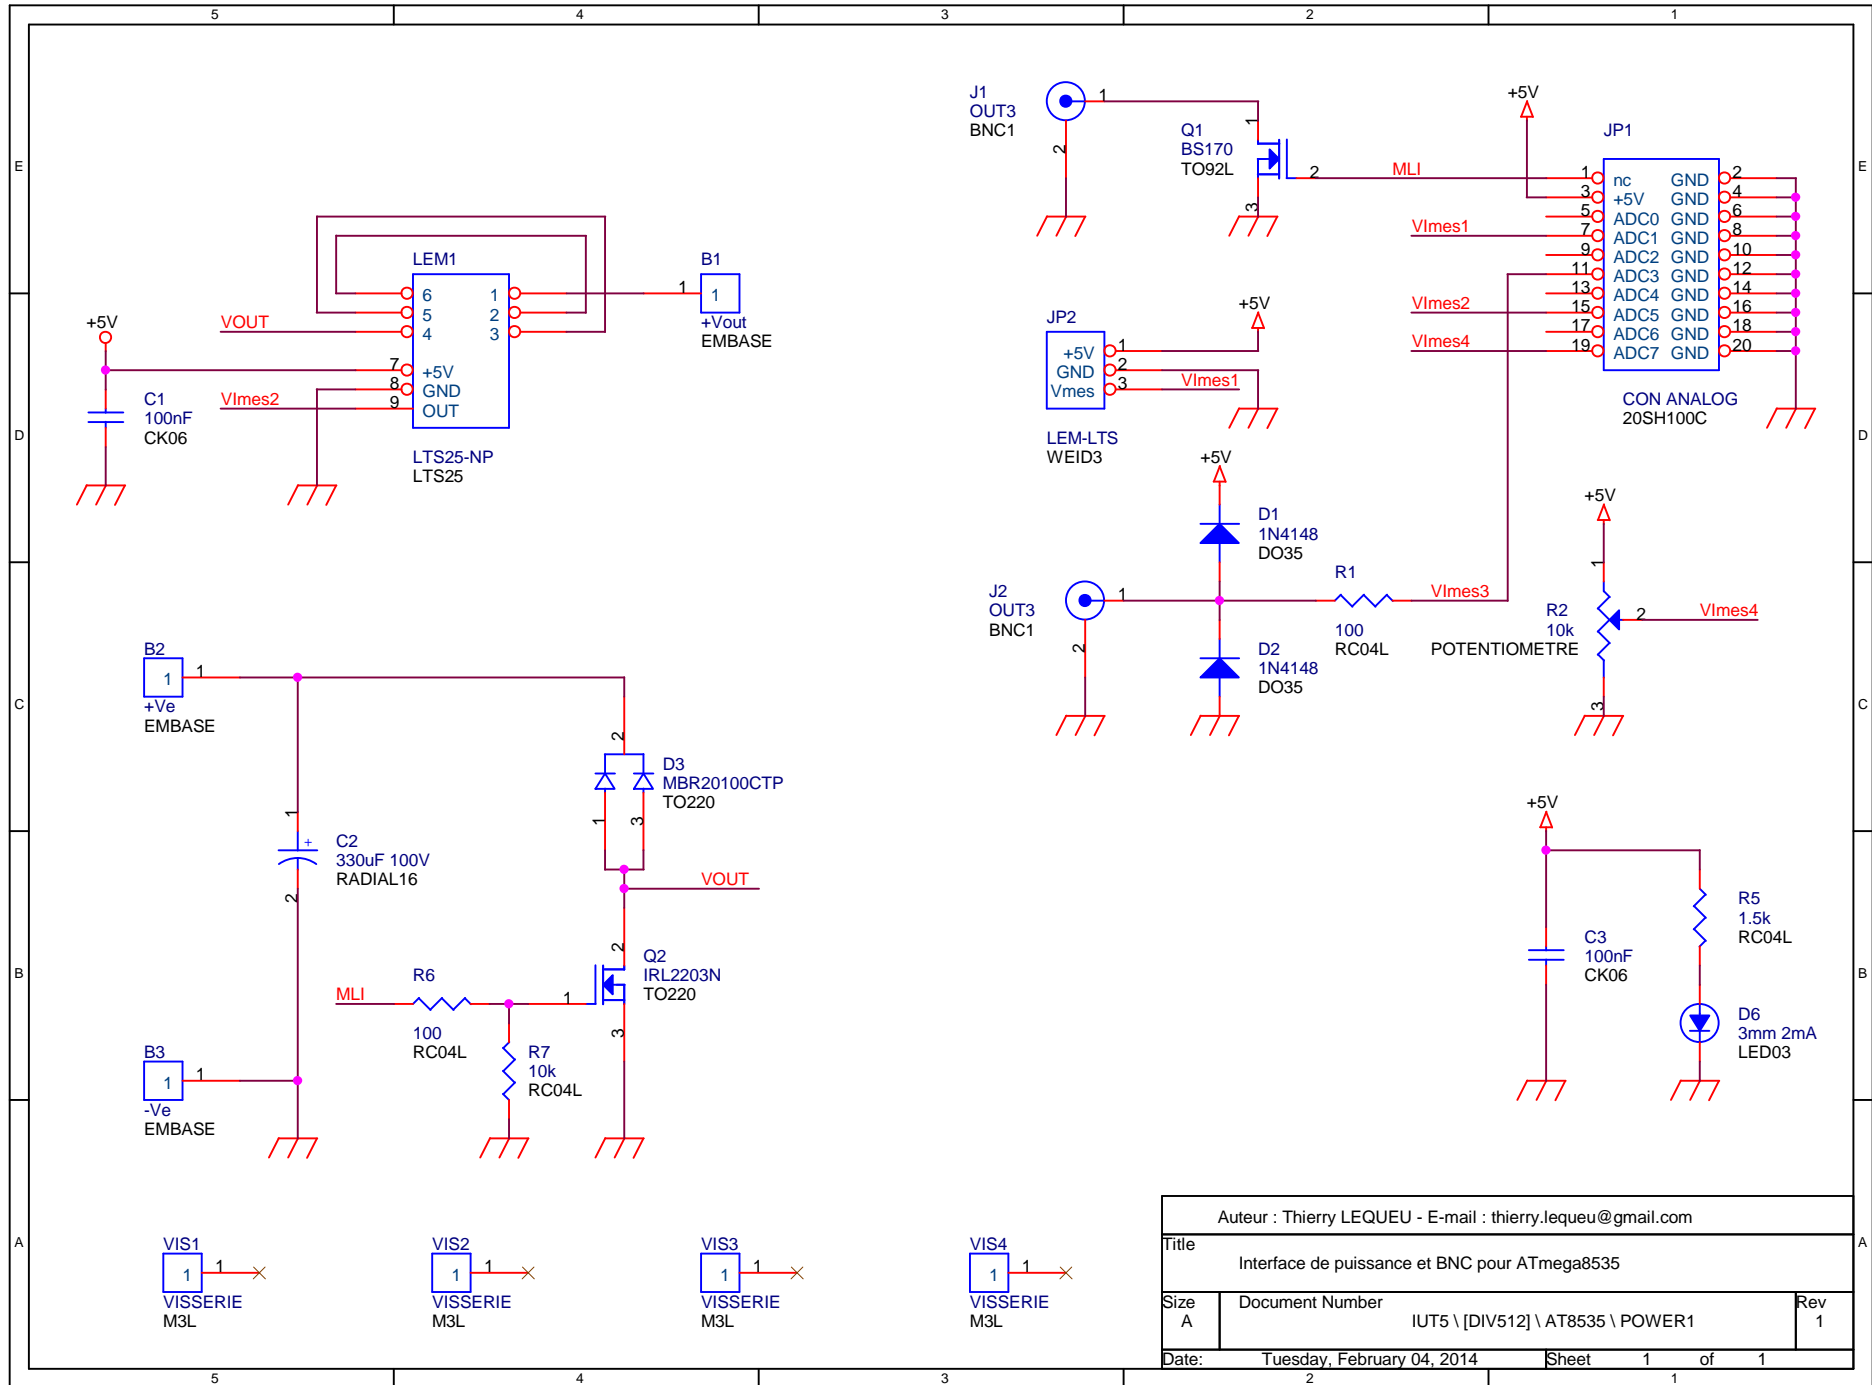 5 4 3 2 1
E E
D D
C C
B B
A A
J1
OUT3
BNC1
1
2
Q1
BS170
TO92L
1
2
3
MLI
+5V
JP1
1 nc GND 2
3 +5V GND 4
5 ADC0 GND 6
7 ADC1 GND 8
9 ADC2 GND 10
11 ADC3 GND 12
13 ADC4 GND 14
15 ADC5 GND 16
17 ADC6 GND 18
19 ADC7 GND 20
CON ANALOG
20SH100C
VImes1
VImes2
VImes4
LEM1
6 1
5 2
4 3
7 +5V
8 GND
9 OUT
LTS25-NP
LTS25
VOUT
VImes2
+5V
C1
100nF
CK06
B1
1
1
+Vout
EMBASE
JP2
+5V 1
GND 2
Vmes 3
LEM-LTS
WEID3
+5V
VImes1
+5V
D1
1N4148
DO35
J2
OUT3
BNC1
1
2
D2
1N4148
DO35
R1
100
RC04L
VImes3
+5V
1
R2
10k
POTENTIOMETRE
2
3
VImes4
B2
1
1
+Ve
EMBASE
2
D3
MBR20100CTP
TO220
1 3
1
C2
+
330uF 100V
RADIAL16
2
VOUT
2
Q2
IRL2203N
TO220
1
3
MLI
R6
100
RC04L
R7
10k
RC04L
B3
1
1
-Ve
EMBASE
+5V
C3
100nF
CK06
R5
1.5k
RC04L
D6
3mm 2mA
LED03
VIS1
1
1
VISSERIE
M3L
VIS2
1
1
VISSERIE
M3L
VIS3
1
1
VISSERIE
M3L
VIS4
1
1
VISSERIE
M3L
Auteur : Thierry LEQUEU - E-mail : thierry.lequeu@gmail.com
Title
Interface de puissance et BNC pour ATmega8535
Size
A
Document Number
IUT5 \ [DIV512] \ AT8535 \ POWER1
Rev
1
Date: Tuesday, February 04, 2014 Sheet 1 of 1
5 4 3 2 1